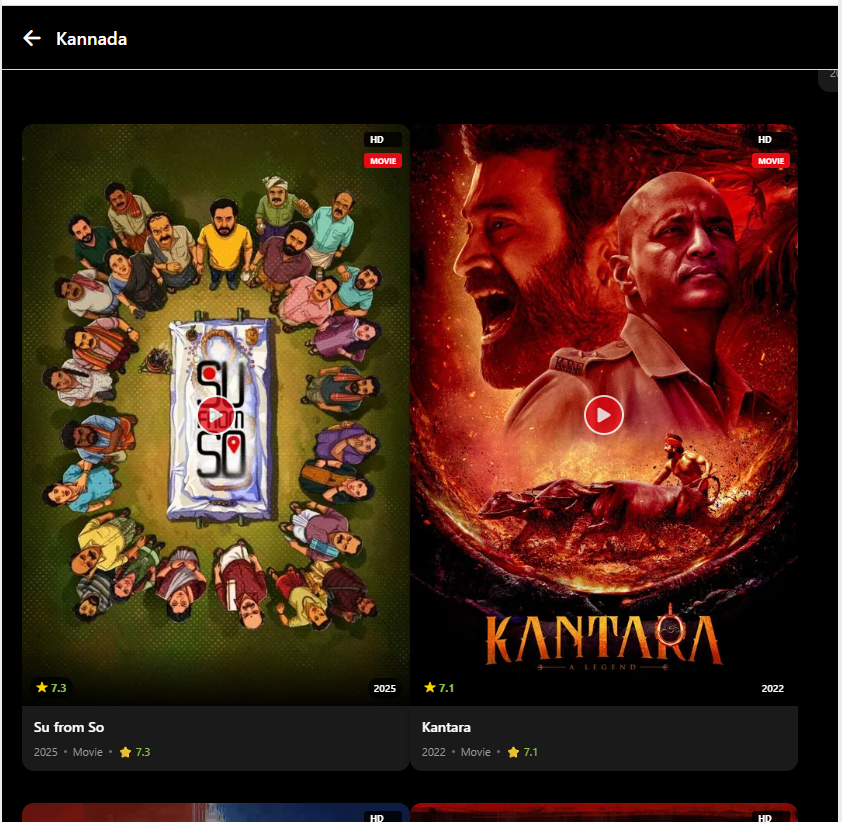 Kannada
HD
MOVIE
SU
FROM
SO
7.3
2025
Su from So
2025 • Movie • 7.3
HD
MOVIE
KANTARA
A LEGEND
7.1
2022
Kantara
2022 • Movie • 7.1
HD
HD